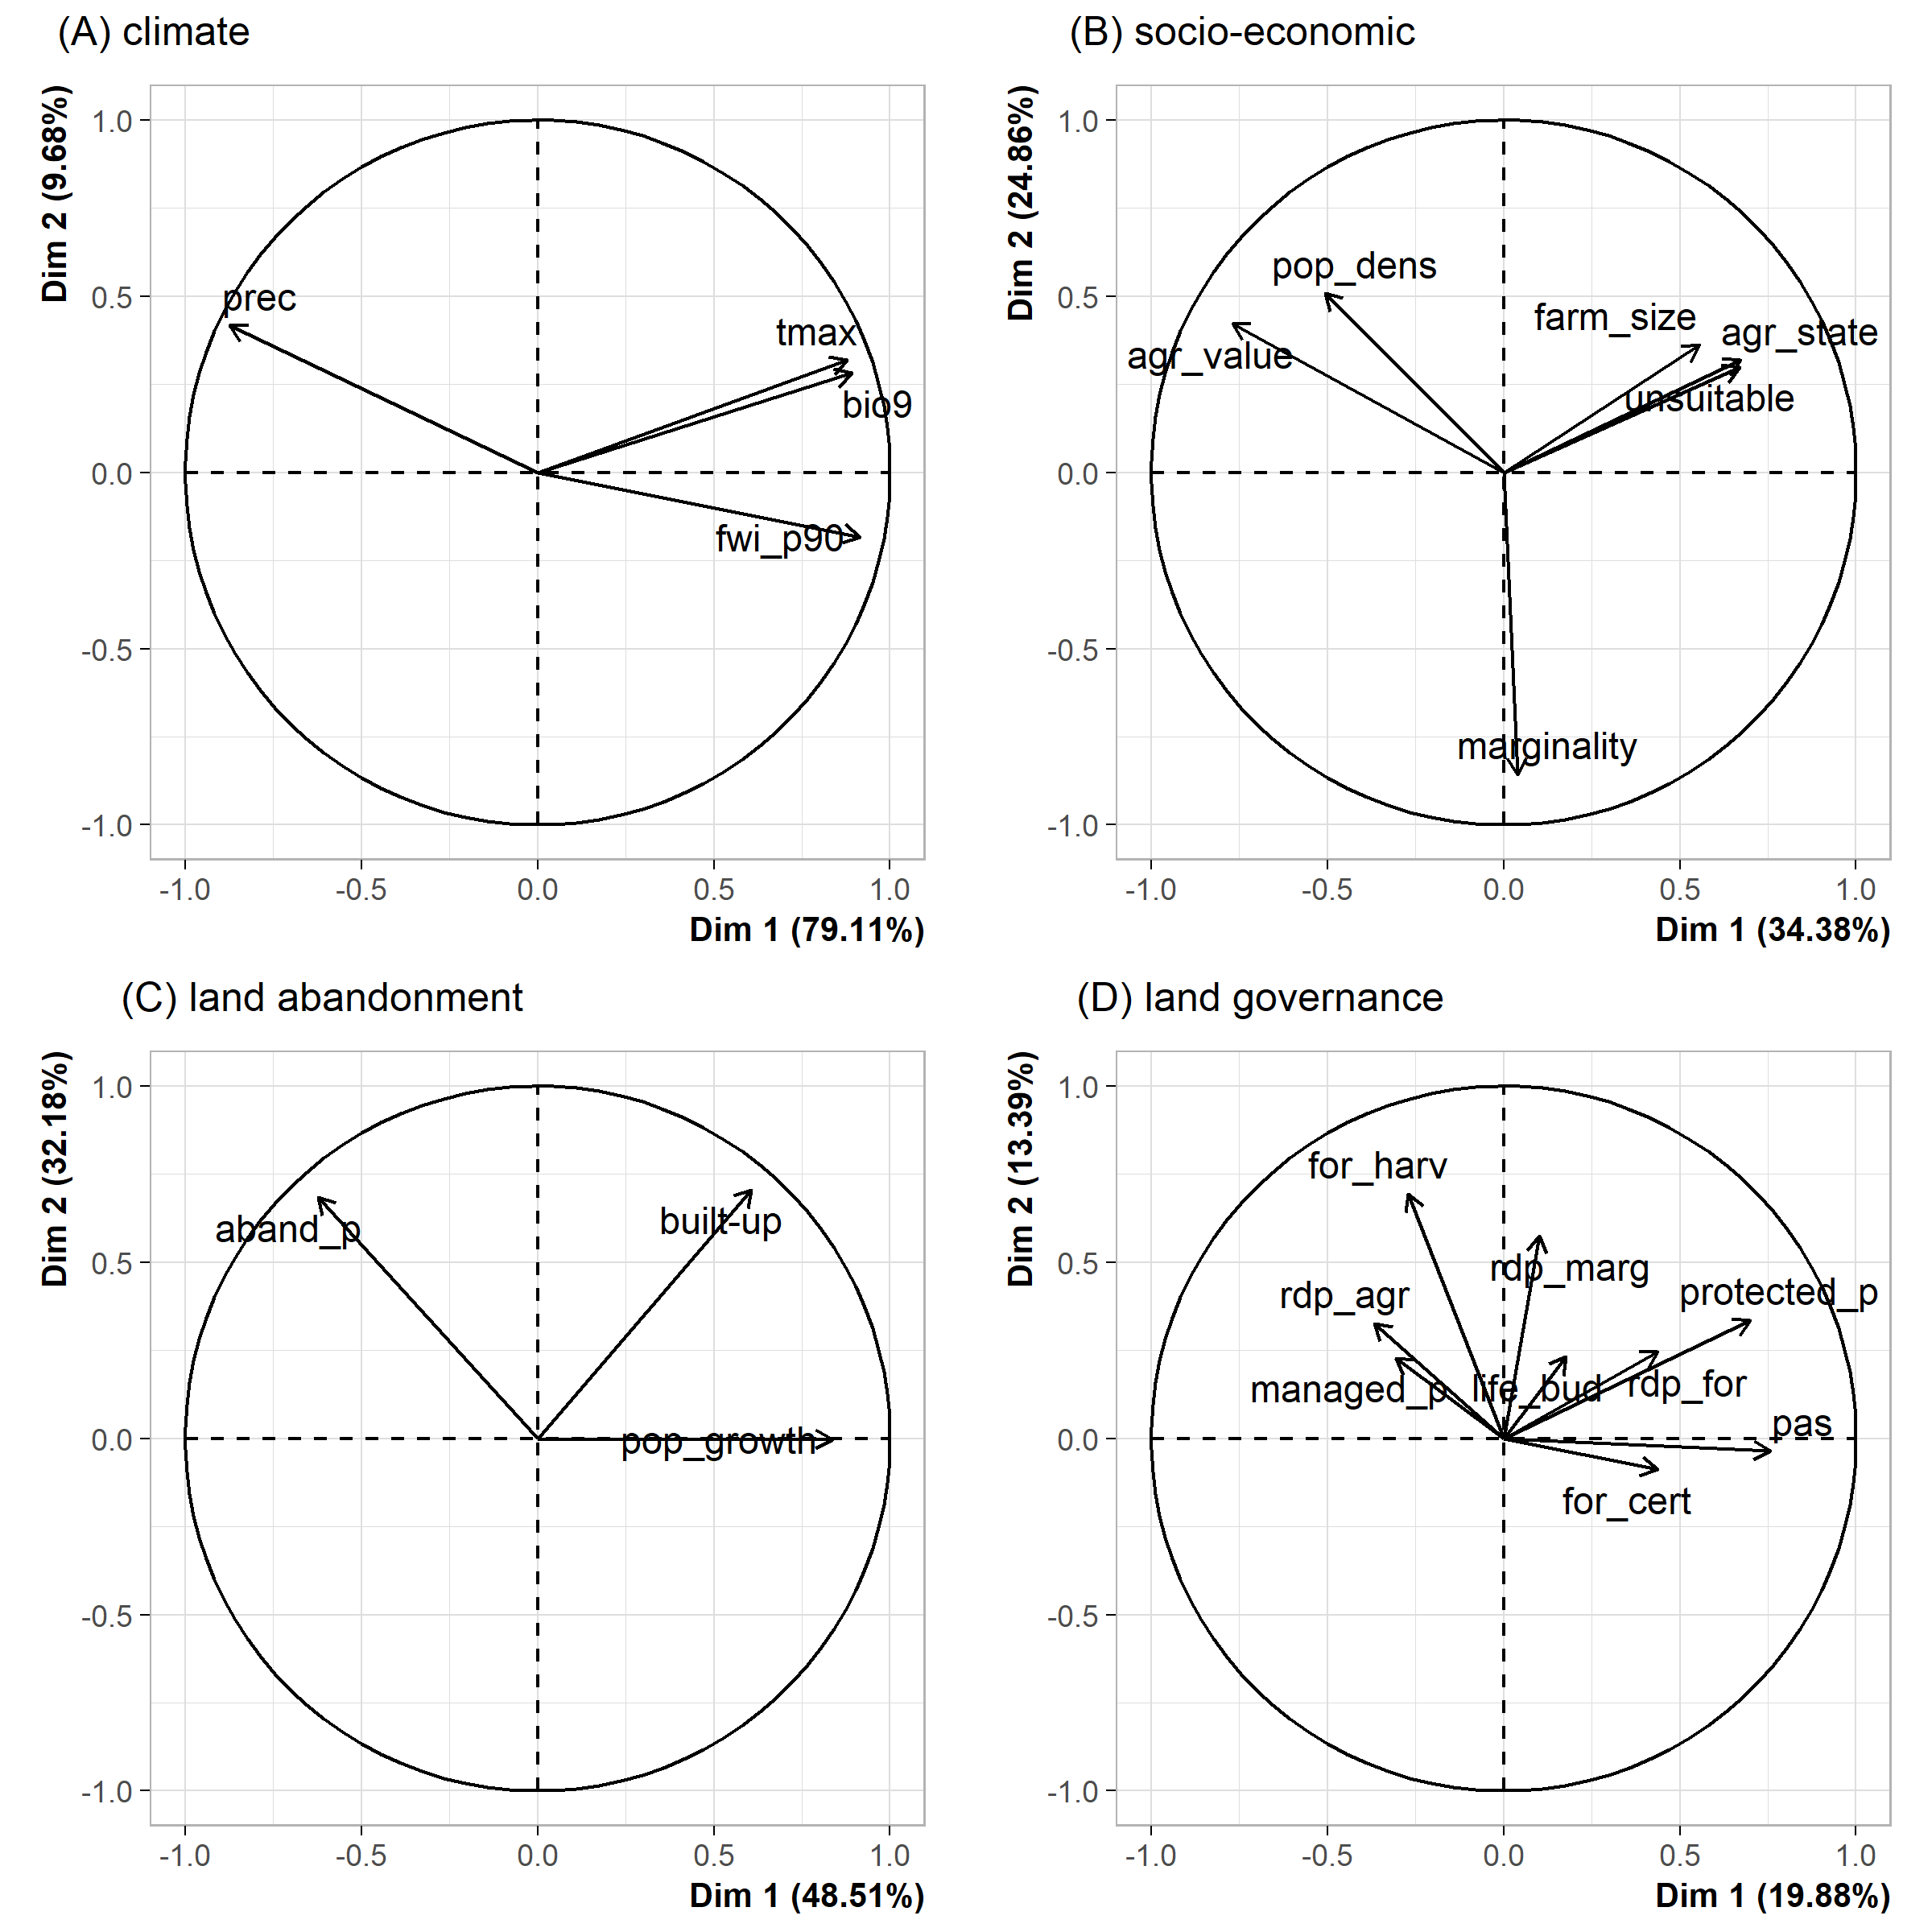 (A) climate
Dim 2 (9.68%)
1.0
0.5
0.0
-0.5
-1.0
prec
tmax
bio9
fwi_p90
-1.0 -0.5 0.0 0.5 1.0
Dim 1 (79.11%)
(B) socio-economic
Dim 2 (24.86%)
1.0
0.5
0.0
-0.5
-1.0
pop_dens
farm_size
agr_state
agr_value
unsuitable
marginality
-1.0 -0.5 0.0 0.5 1.0
Dim 1 (34.38%)
(C) land abandonment
Dim 2 (32.18%)
1.0
0.5
0.0
-0.5
-1.0
aband_p
built-up
pop_growth
-1.0 -0.5 0.0 0.5 1.0
Dim 1 (48.51%)
(D) land governance
Dim 2 (13.39%)
1.0
0.5
0.0
-0.5
-1.0
for_harv
rdp_marg
rdp_agr
protected_p
managed_p
life_bud
rdp_for
pas
for_cert
-1.0 -0.5 0.0 0.5 1.0
Dim 1 (19.88%)